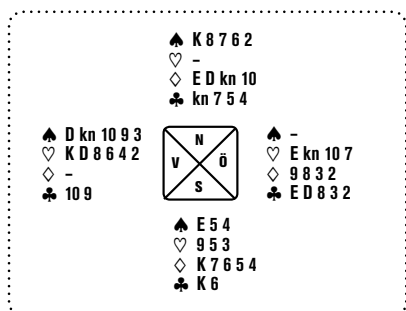 ♠ K 8 7 6 2
♡ –
♢ E D kn 10
♣ kn 7 5 4
♠ D kn 10 9 3
♡ K D 8 6 4 2
♢ –
♣ 10 9
N
V Ö
S
♠ –
♡ E kn 10 7
♢ 9 8 3 2
♣ E D 8 3 2
♠ E 5 4
♡ 9 5 3
♢ K 7 6 5 4
♣ K 6